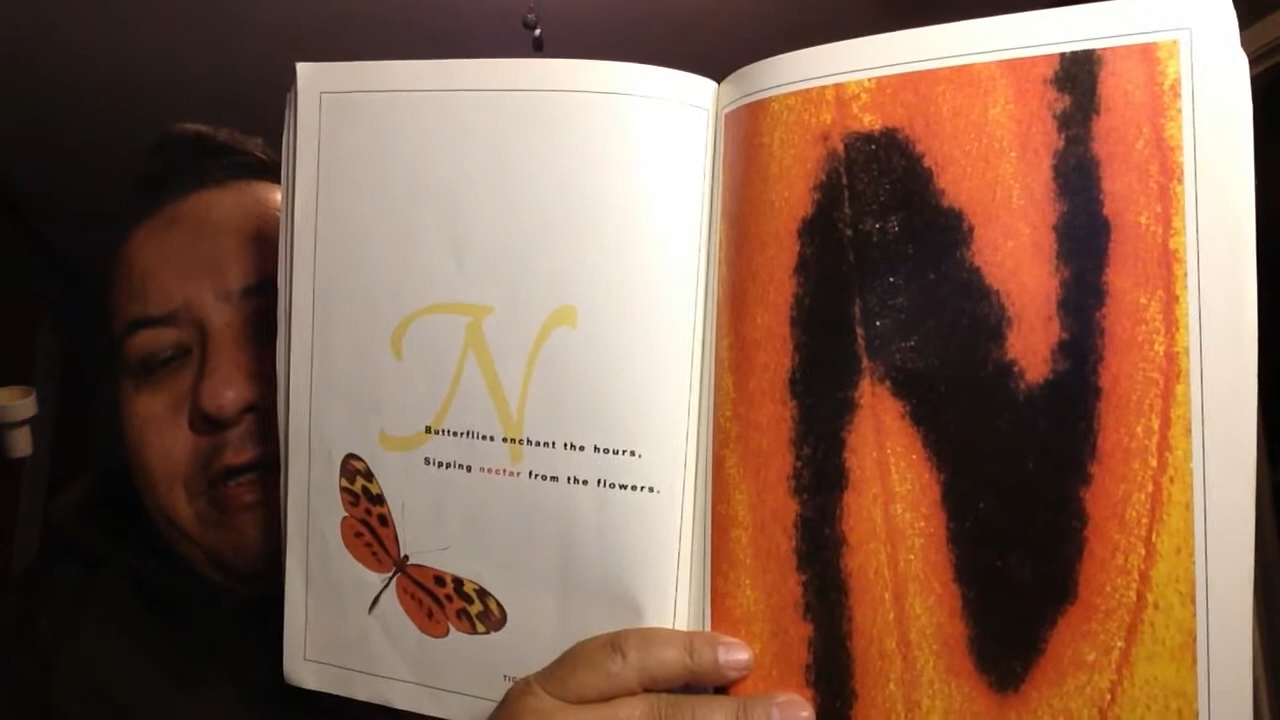 N
Butterflies enchant the hours,
Sipping nectar from the flowers.
N